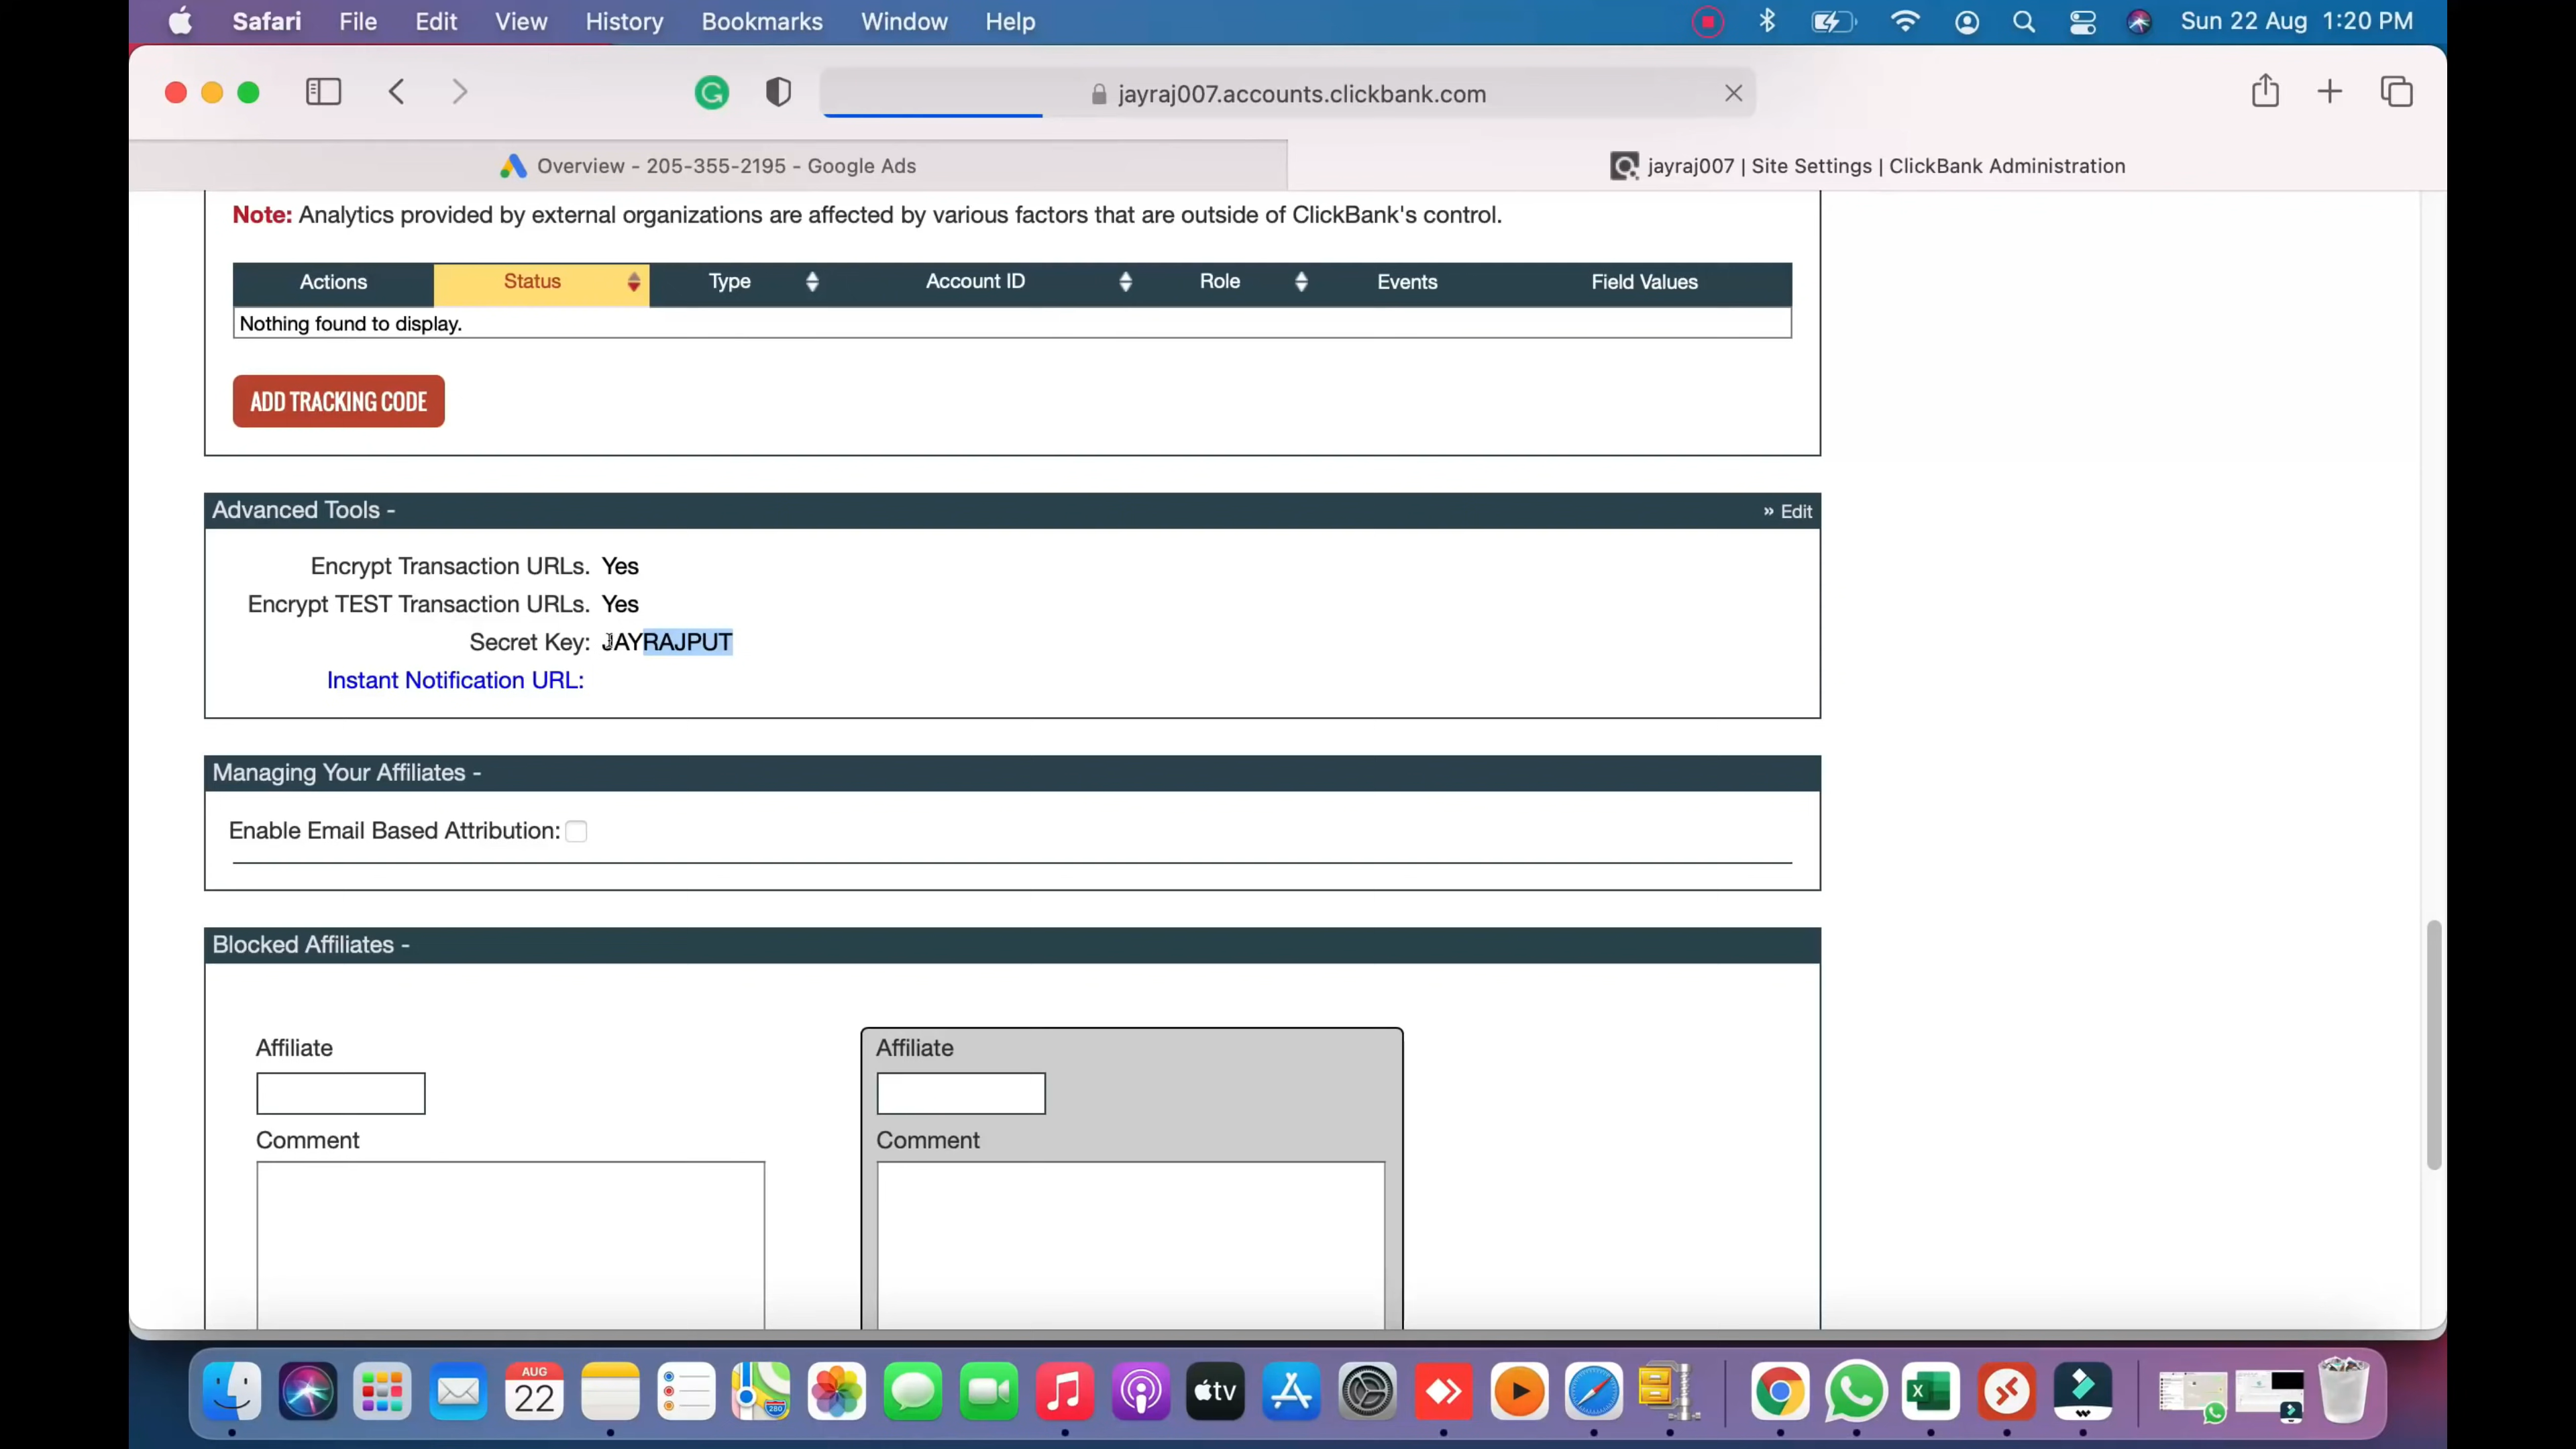 Safari File Edit View History Bookmarks Window Help Sun 22 Aug 1:20 PM
jayraj007.accounts.clickbank.com
Overview - 205-355-2195 - Google Ads
jayraj007 | Site Settings | ClickBank Administration
Note: Analytics provided by external organizations are affected by various factors that are outside of ClickBank's control.
Actions Status Type Account ID Role Events Field Values
Nothing found to display.
ADD TRACKING CODE
Advanced Tools - » Edit
Encrypt Transaction URLs. Yes
Encrypt TEST Transaction URLs. Yes
Secret Key: JAYRAJPUT
Instant Notification URL:
Managing Your Affiliates -
Enable Email Based Attribution:
Blocked Affiliates -
Affiliate
Comment
Affiliate
Comment
AUG
22
280
tv
X